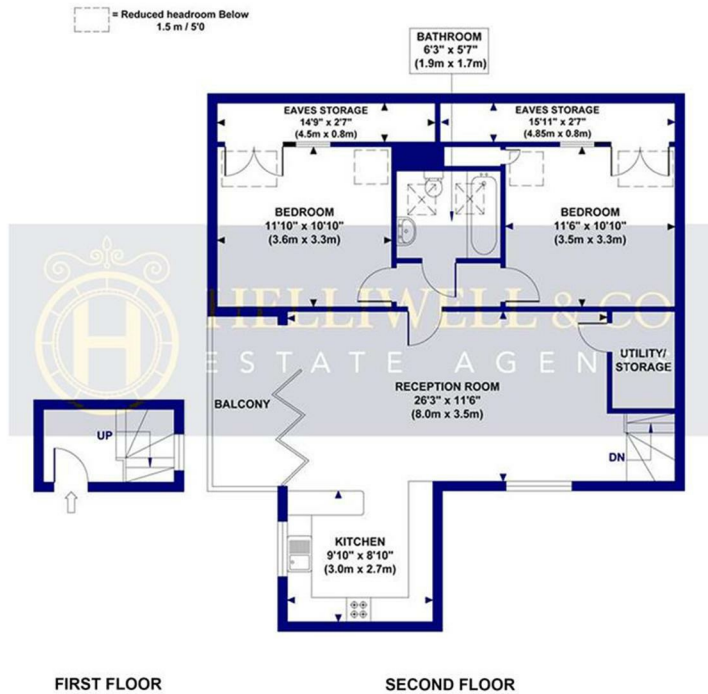 = Reduced headroom Below
1.5 m / 5'0
BATHROOM
6'3" x 5'7"
(1.9m x 1.7m)
EAVES STORAGE
14'9" x 2'7"
(4.5m x 0.8m)
EAVES STORAGE
15'11" x 2'7"
(4.85m x 0.8m)
BEDROOM
11'10" x 10'10"
(3.6m x 3.3m)
BEDROOM
11'6" x 10'10"
(3.5m x 3.3m)
H
HELLIWELL & CO
ESTATE AGEN
UTILITY/
STORAGE
BALCONY
RECEPTION ROOM
26'3" x 11'6"
(8.0m x 3.5m)
UP
DN
KITCHEN
9'10" x 8'10"
(3.0m x 2.7m)
FIRST FLOOR
SECOND FLOOR